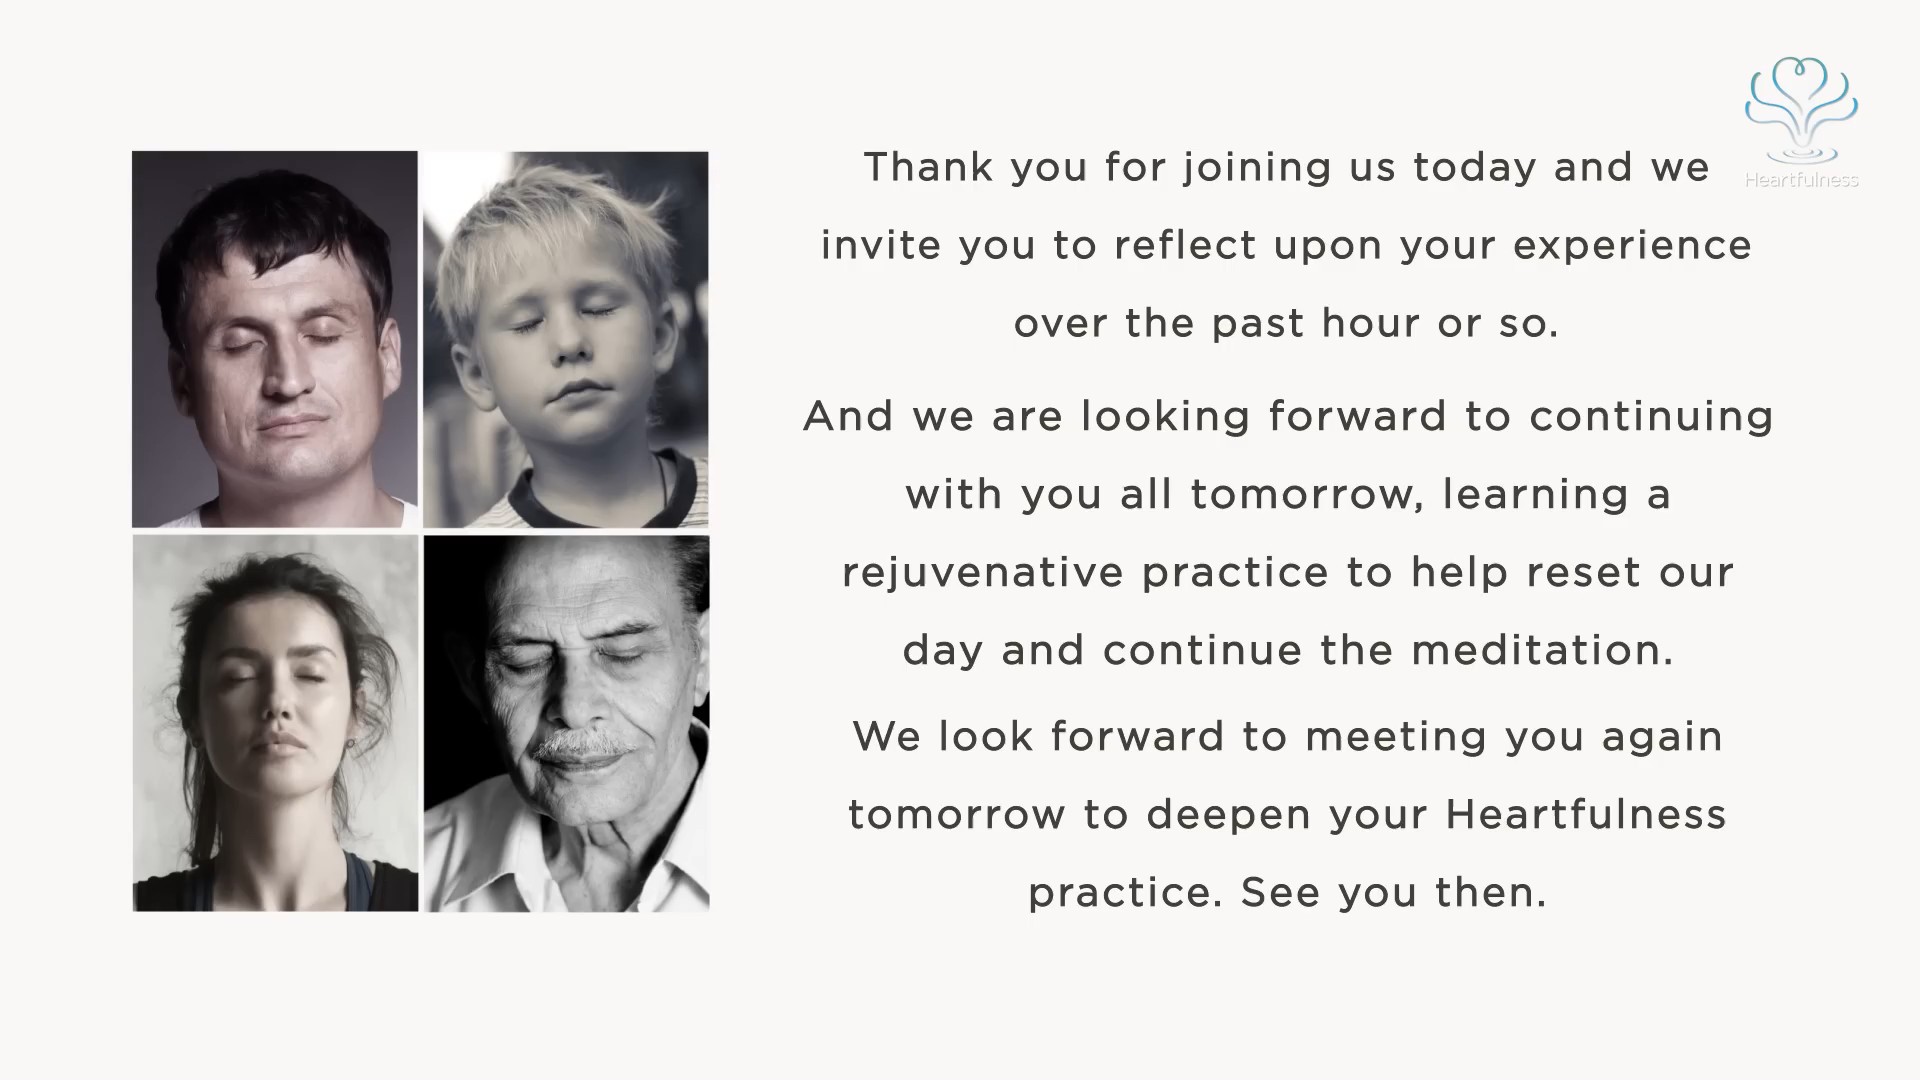 Heartfulness
Thank you for joining us today and we
invite you to reflect upon your experience
over the past hour or so.
And we are looking forward to continuing
with you all tomorrow, learning a
rejuvenative practice to help reset our
day and continue the meditation.
We look forward to meeting you again
tomorrow to deepen your Heartfulness
practice. See you then.